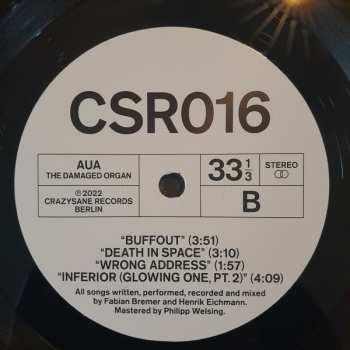 CSR016
AUA
THE DAMAGED ORGAN
℗2022
CRAZYSANE RECORDS
BERLIN
33 1/3
B
STEREO
“BUFFOUT” (3:51)
“DEATH IN SPACE” (3:10)
“WRONG ADDRESS” (1:57)
“INFERIOR (GLOWING ONE, PT. 2)” (4:09)
All songs written, performed, recorded and mixed
by Fabian Bremer and Henrik Eichmann.
Mastered by Philipp Welsing.